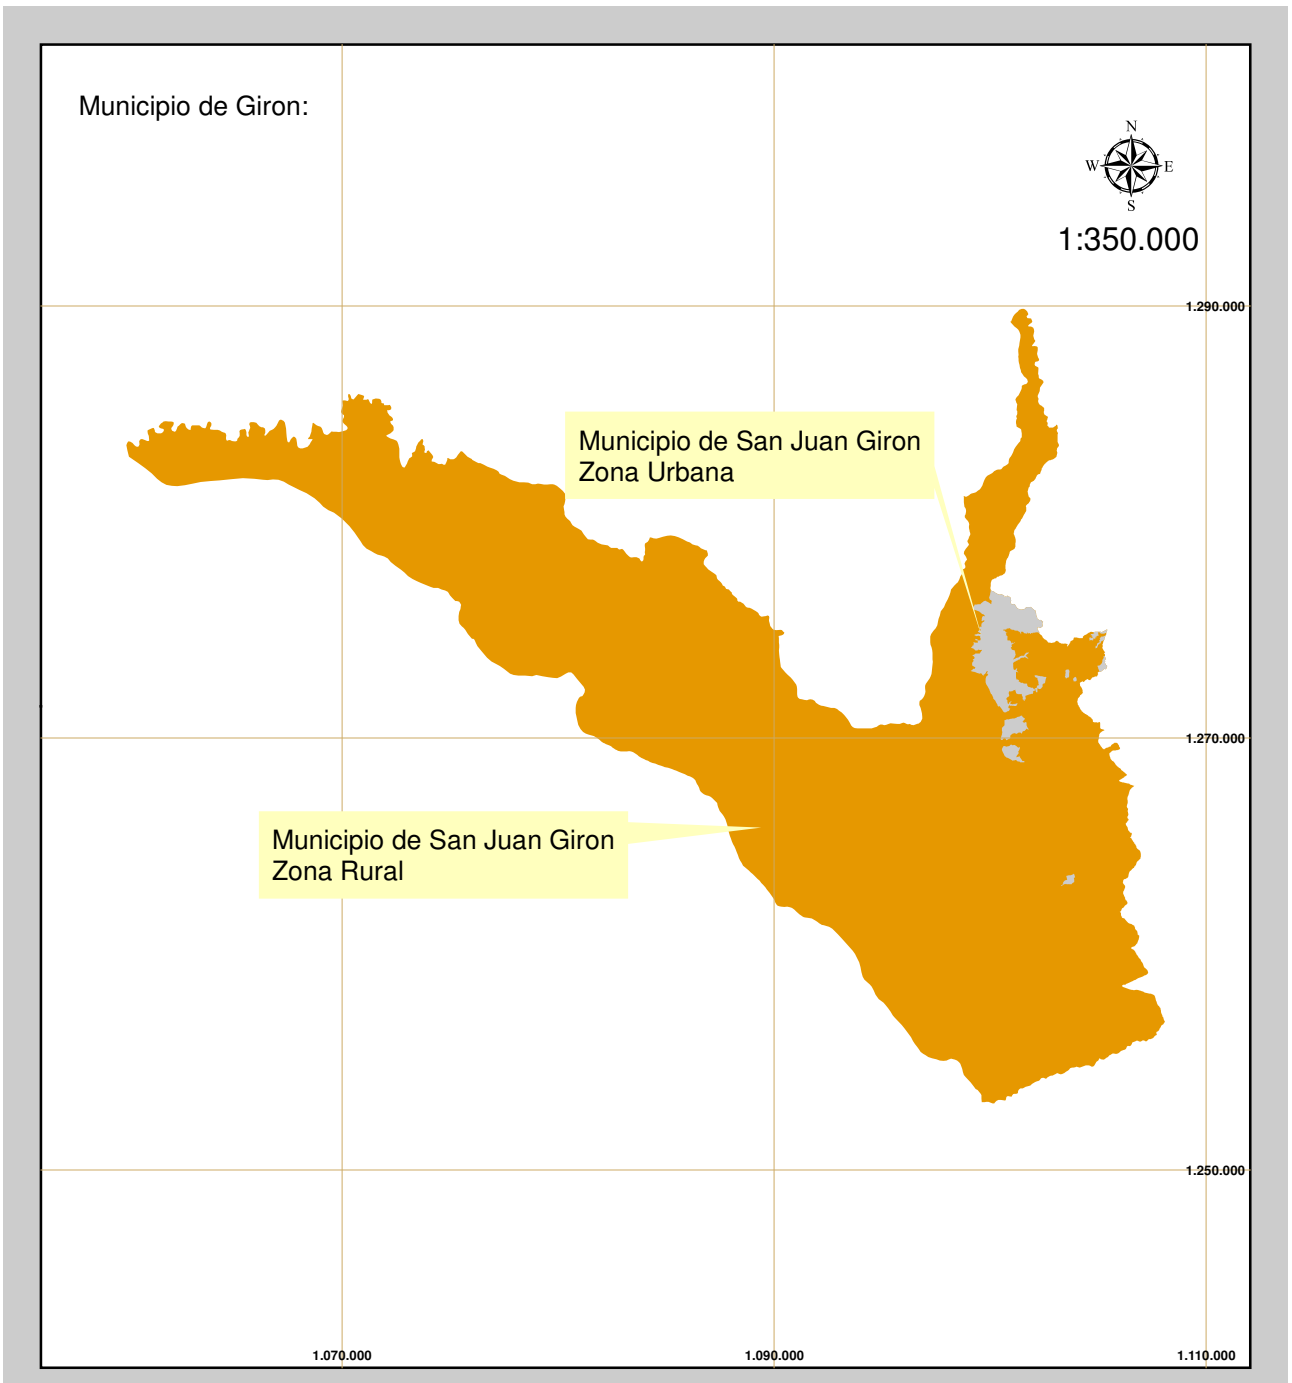 Municipio de Giron:
N
W
E
S
1:350.000
1.290.000
Municipio de San Juan Giron
Zona Urbana
1.270.000
Municipio de San Juan Giron
Zona Rural
1.250.000
1.070.000
1.090.000
1.110.000